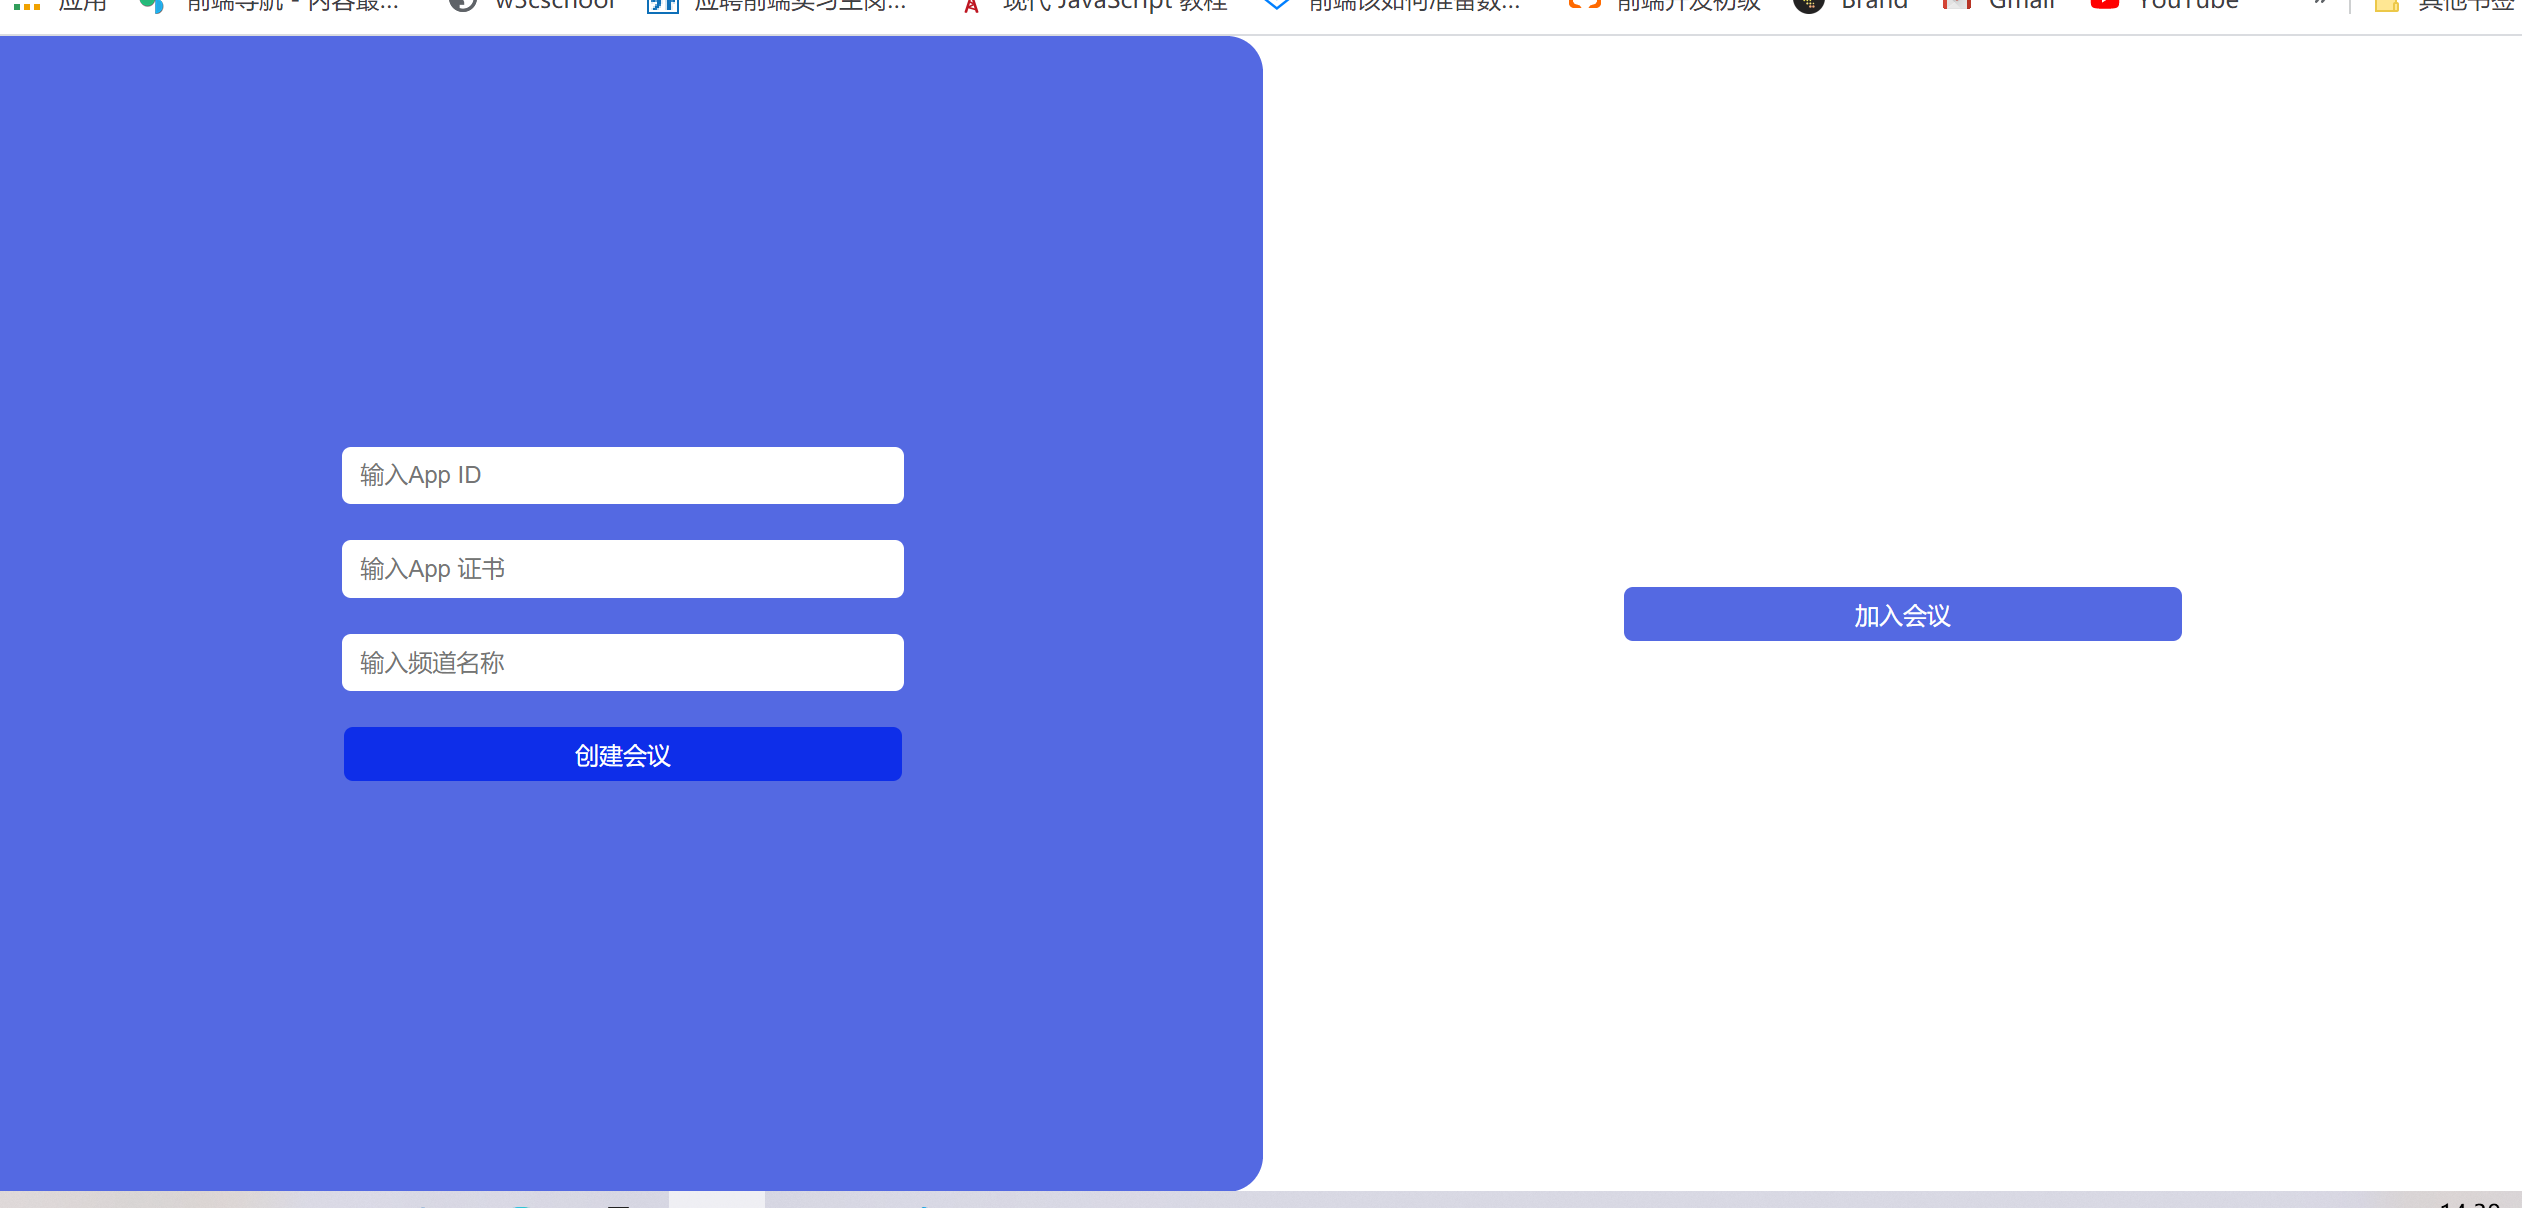 应用
前端导航 - 内容最...
w3cschool
应聘前端实习生岗...
现代 JavaScript 教程
前端该如何准备数...
前端开发初级
Brand
Gmail
YouTube
»
其他书签
输入App ID
输入App 证书
输入频道名称
创建会议
加入会议